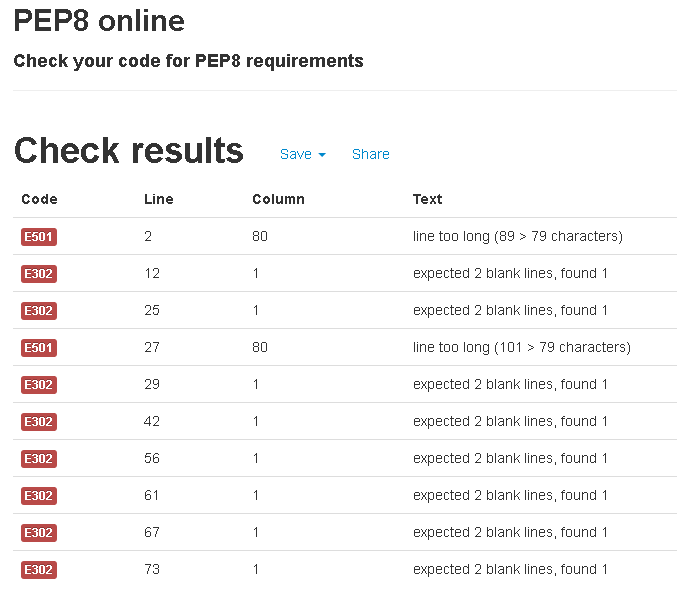 PEP8 online
Check your code for PEP8 requirements
Check results Save Share
Code Line Column Text
E501 2 80 line too long (89 > 79 characters)
E302 12 1 expected 2 blank lines, found 1
E302 25 1 expected 2 blank lines, found 1
E501 27 80 line too long (101 > 79 characters)
E302 29 1 expected 2 blank lines, found 1
E302 42 1 expected 2 blank lines, found 1
E302 56 1 expected 2 blank lines, found 1
E302 61 1 expected 2 blank lines, found 1
E302 67 1 expected 2 blank lines, found 1
E302 73 1 expected 2 blank lines, found 1